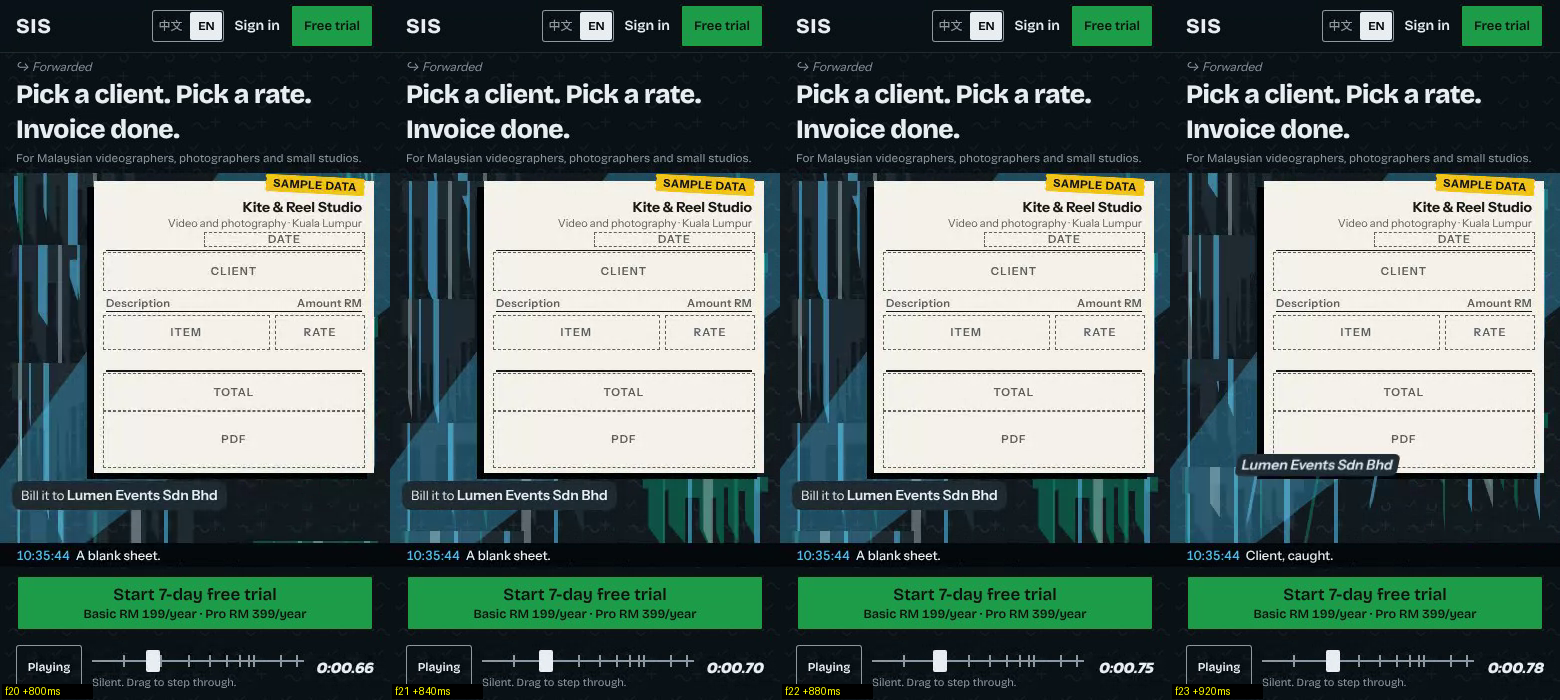 SIS 中文 EN Sign in Free trial
↪ Forwarded
Pick a client. Pick a rate.
Invoice done.
For Malaysian videographers, photographers and small studios.
SAMPLE DATA
Kite & Reel Studio
Video and photography · Kuala Lumpur
DATE
CLIENT
Description Amount RM
ITEM RATE
TOTAL
PDF
Bill it to Lumen Events Sdn Bhd
10:35:44 A blank sheet.
Start 7-day free trial
Basic RM 199/year · Pro RM 399/year
Playing 0:00.66
Silent. Drag to step through.
f20 +800ms
SIS 中文 EN Sign in Free trial
↪ Forwarded
Pick a client. Pick a rate.
Invoice done.
For Malaysian videographers, photographers and small studios.
SAMPLE DATA
Kite & Reel Studio
Video and photography · Kuala Lumpur
DATE
CLIENT
Description Amount RM
ITEM RATE
TOTAL
PDF
Bill it to Lumen Events Sdn Bhd
10:35:44 A blank sheet.
Start 7-day free trial
Basic RM 199/year · Pro RM 399/year
Playing 0:00.70
Silent. Drag to step through.
f21 +840ms
SIS 中文 EN Sign in Free trial
↪ Forwarded
Pick a client. Pick a rate.
Invoice done.
For Malaysian videographers, photographers and small studios.
SAMPLE DATA
Kite & Reel Studio
Video and photography · Kuala Lumpur
DATE
CLIENT
Description Amount RM
ITEM RATE
TOTAL
PDF
Bill it to Lumen Events Sdn Bhd
10:35:44 A blank sheet.
Start 7-day free trial
Basic RM 199/year · Pro RM 399/year
Playing 0:00.75
Silent. Drag to step through.
f22 +880ms
SIS 中文 EN Sign in Free trial
↪ Forwarded
Pick a client. Pick a rate.
Invoice done.
For Malaysian videographers, photographers and small studios.
SAMPLE DATA
Kite & Reel Studio
Video and photography · Kuala Lumpur
DATE
CLIENT
Description Amount RM
ITEM RATE
TOTAL
PDF
Lumen Events Sdn Bhd
10:35:44 Client, caught.
Start 7-day free trial
Basic RM 199/year · Pro RM 399/year
Playing 0:00.78
Silent. Drag to step through.
f23 +920ms